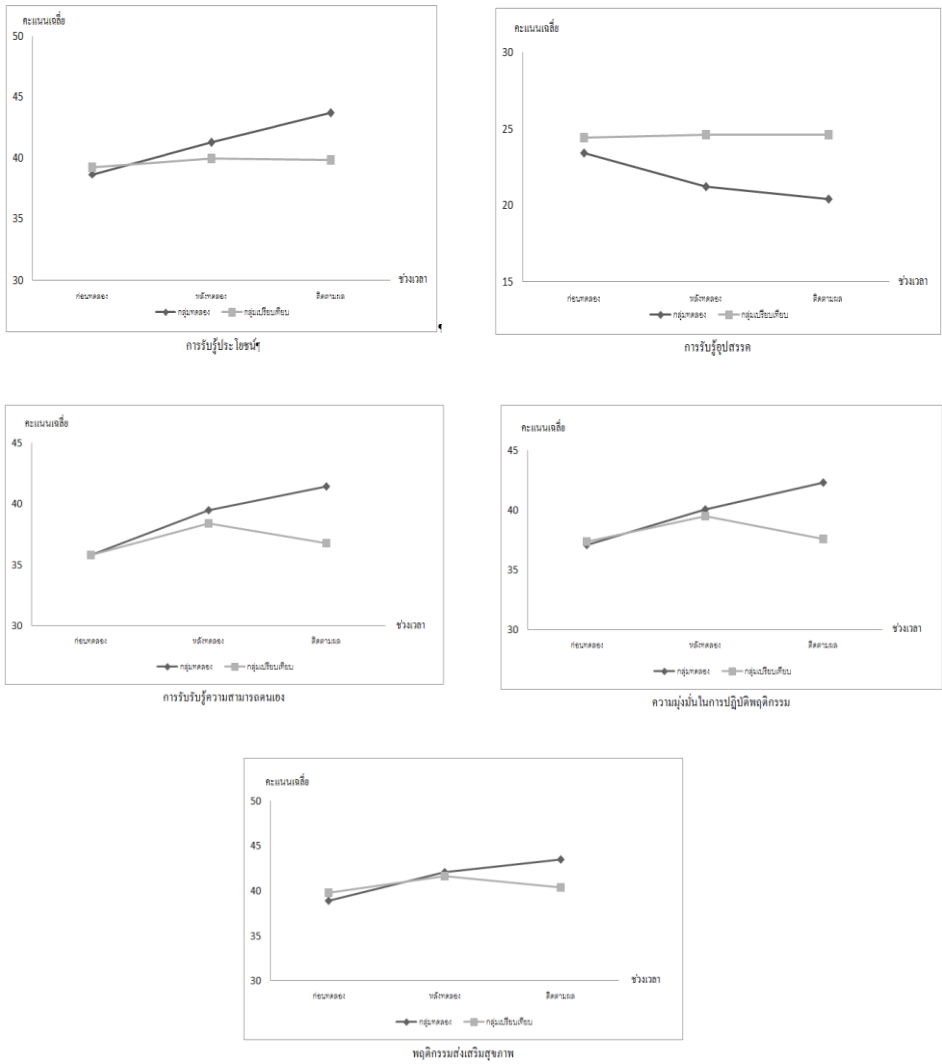 คะแนนเฉลี่ย
50
45
40
35
30
ช่วงเวลา
ก่อนทดลอง หลังทดลอง ติดตามผล
กลุ่มทดลอง กลุ่มเปรียบเทียบ
การรับรู้ประโยชน์¶
¶
คะแนนเฉลี่ย
30
25
20
15
ช่วงเวลา
ก่อนทดลอง หลังทดลอง ติดตามผล
กลุ่มทดลอง กลุ่มเปรียบเทียบ
การรับรู้อุปสรรค
คะแนนเฉลี่ย
45
40
35
30
ช่วงเวลา
ก่อนทดลอง หลังทดลอง ติดตามผล
กลุ่มทดลอง กลุ่มเปรียบเทียบ
การรับรับรู้ความสามารถตนเอง
คะแนนเฉลี่ย
45
40
35
30
ช่วงเวลา
ก่อนทดลอง หลังทดลอง ติดตามผล
กลุ่มทดลอง กลุ่มเปรียบเทียบ
ความมุ่งมั่นในการปฏิบัติพฤติกรรม
คะแนนเฉลี่ย
50
45
40
35
30
ช่วงเวลา
ก่อนทดลอง หลังทดลอง ติดตามผล
กลุ่มทดลอง กลุ่มเปรียบเทียบ
พฤติกรรมส่งเสริมสุขภาพ